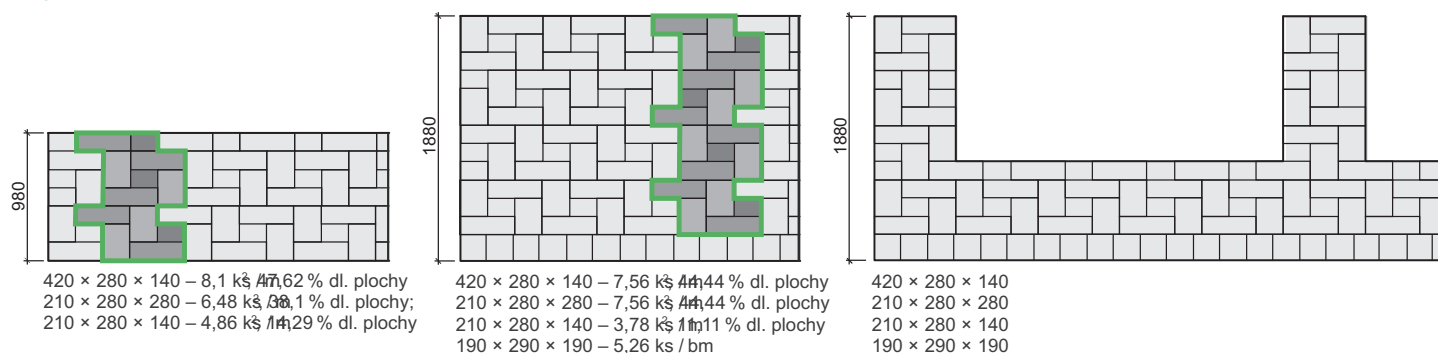 980
420 × 280 × 140 – 8,1 ks / m², 47,62 % dl. plochy
210 × 280 × 280 – 6,48 ks / m², 38,1 % dl. plochy;
210 × 280 × 140 – 4,86 ks / m², 14,29 % dl. plochy
1880
420 × 280 × 140 – 7,56 ks / m², 44,44 % dl. plochy
210 × 280 × 280 – 7,56 ks / m², 44,44 % dl. plochy
210 × 280 × 140 – 3,78 ks / m², 11,11 % dl. plochy
190 × 290 × 190 – 5,26 ks / bm
1880
420 × 280 × 140
210 × 280 × 280
210 × 280 × 140
190 × 290 × 190